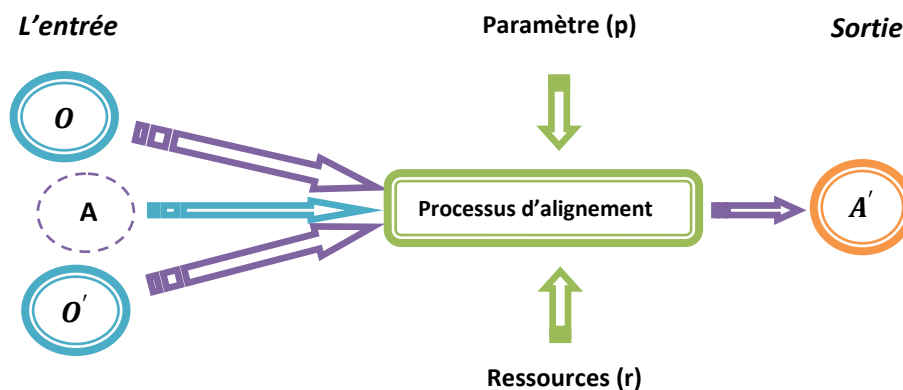 L'entrée
Paramètre (p)
Sortie
O
A
Processus d'alignement
A'
O'
Ressources (r)